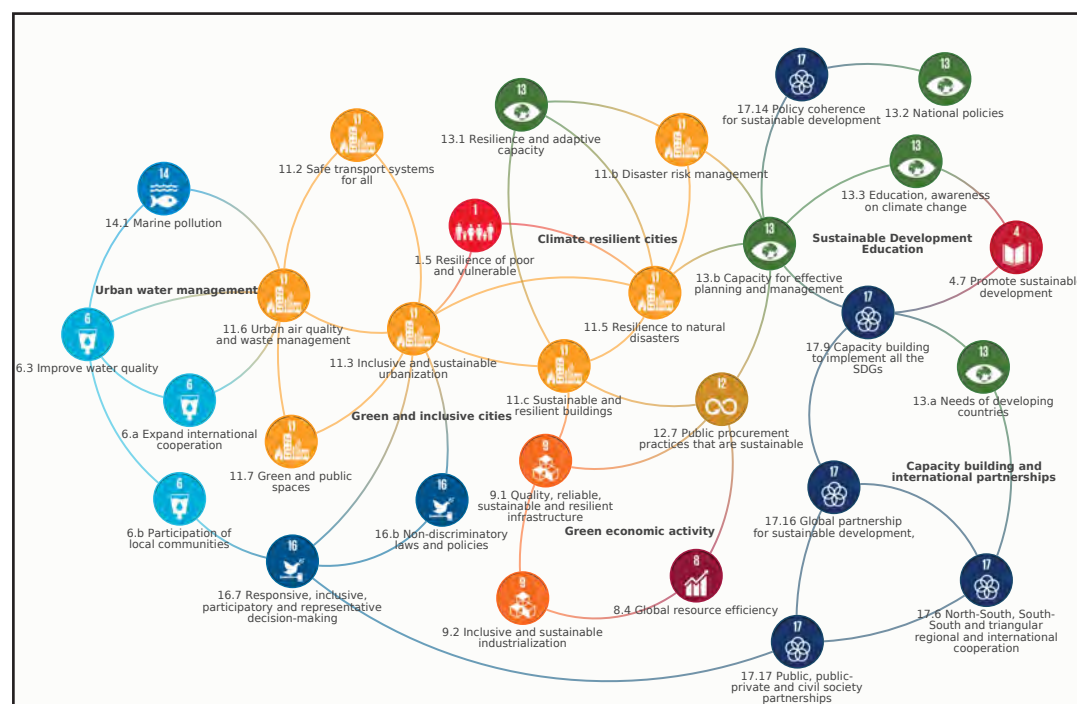 17
17.14 Policy coherence
for sustainable development
13
13.2 National policies
13
13.1 Resilience and adaptive
capacity
11
11.2 Safe transport systems
for all
11
11.b Disaster risk management
13
13.3 Education, awareness
on climate change
14
14.1 Marine pollution
1
1.5 Resilience of poor
and vulnerable
Climate resilient cities
13
13.b Capacity for effective
planning and management
Sustainable Development
Education
4
4.7 Promote sustainable
development
Urban water management
11
11.6 Urban air quality
and waste management
11
11.3 Inclusive and sustainable
urbanization
11
11.5 Resilience to natural
disasters
17
17.9 Capacity building
to implement all the
SDGs
6
6.3 Improve water quality
11
11.c Sustainable and
resilient buildings
13
13.a Needs of developing
countries
6
6.a Expand international
cooperation
11
11.7 Green and public
spaces
Green and inclusive cities
12
12.7 Public procurement
practices that are sustainable
9
9.1 Quality, reliable,
sustainable and resilient
infrastructure
Capacity building and
international partnerships
6
6.b Participation of
local communities
16
16.b Non-discriminatory
laws and policies
Green economic activity
17
17.16 Global partnership
for sustainable development,
16
16.7 Responsive, inclusive,
participatory and representative
decision-making
9
9.2 Inclusive and sustainable
industrialization
8
8.4 Global resource efficiency
17
17.6 North-South, South-
South and triangular
regional and international
cooperation
17
17.17 Public, public-
private and civil society
partnerships